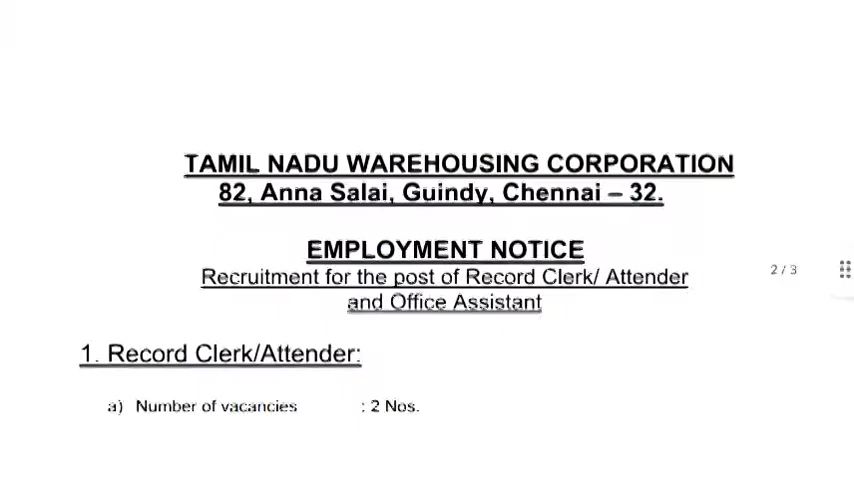 TAMIL NADU WAREHOUSING CORPORATION
82, Anna Salai, Guindy, Chennai – 32.
EMPLOYMENT NOTICE
Recruitment for the post of Record Clerk/ Attender
and Office Assistant
2 / 3
1. Record Clerk/Attender:
a) Number of vacancies : 2 Nos.